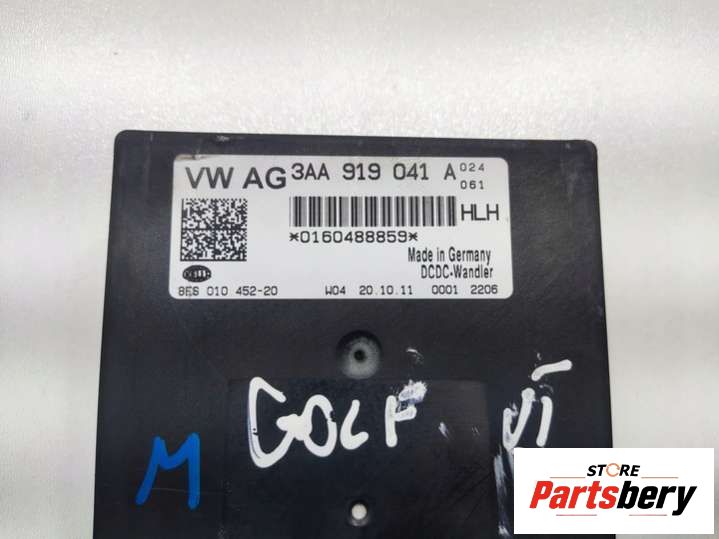 VW AG 3AA 919 041 A 024
061
HLH
*0160488859*
Made in Germany
DCDC-Wandler
8ES 010 452-20 W04 20.10.11 0001 2206
GOLF VI
M
STORE
Partsbery